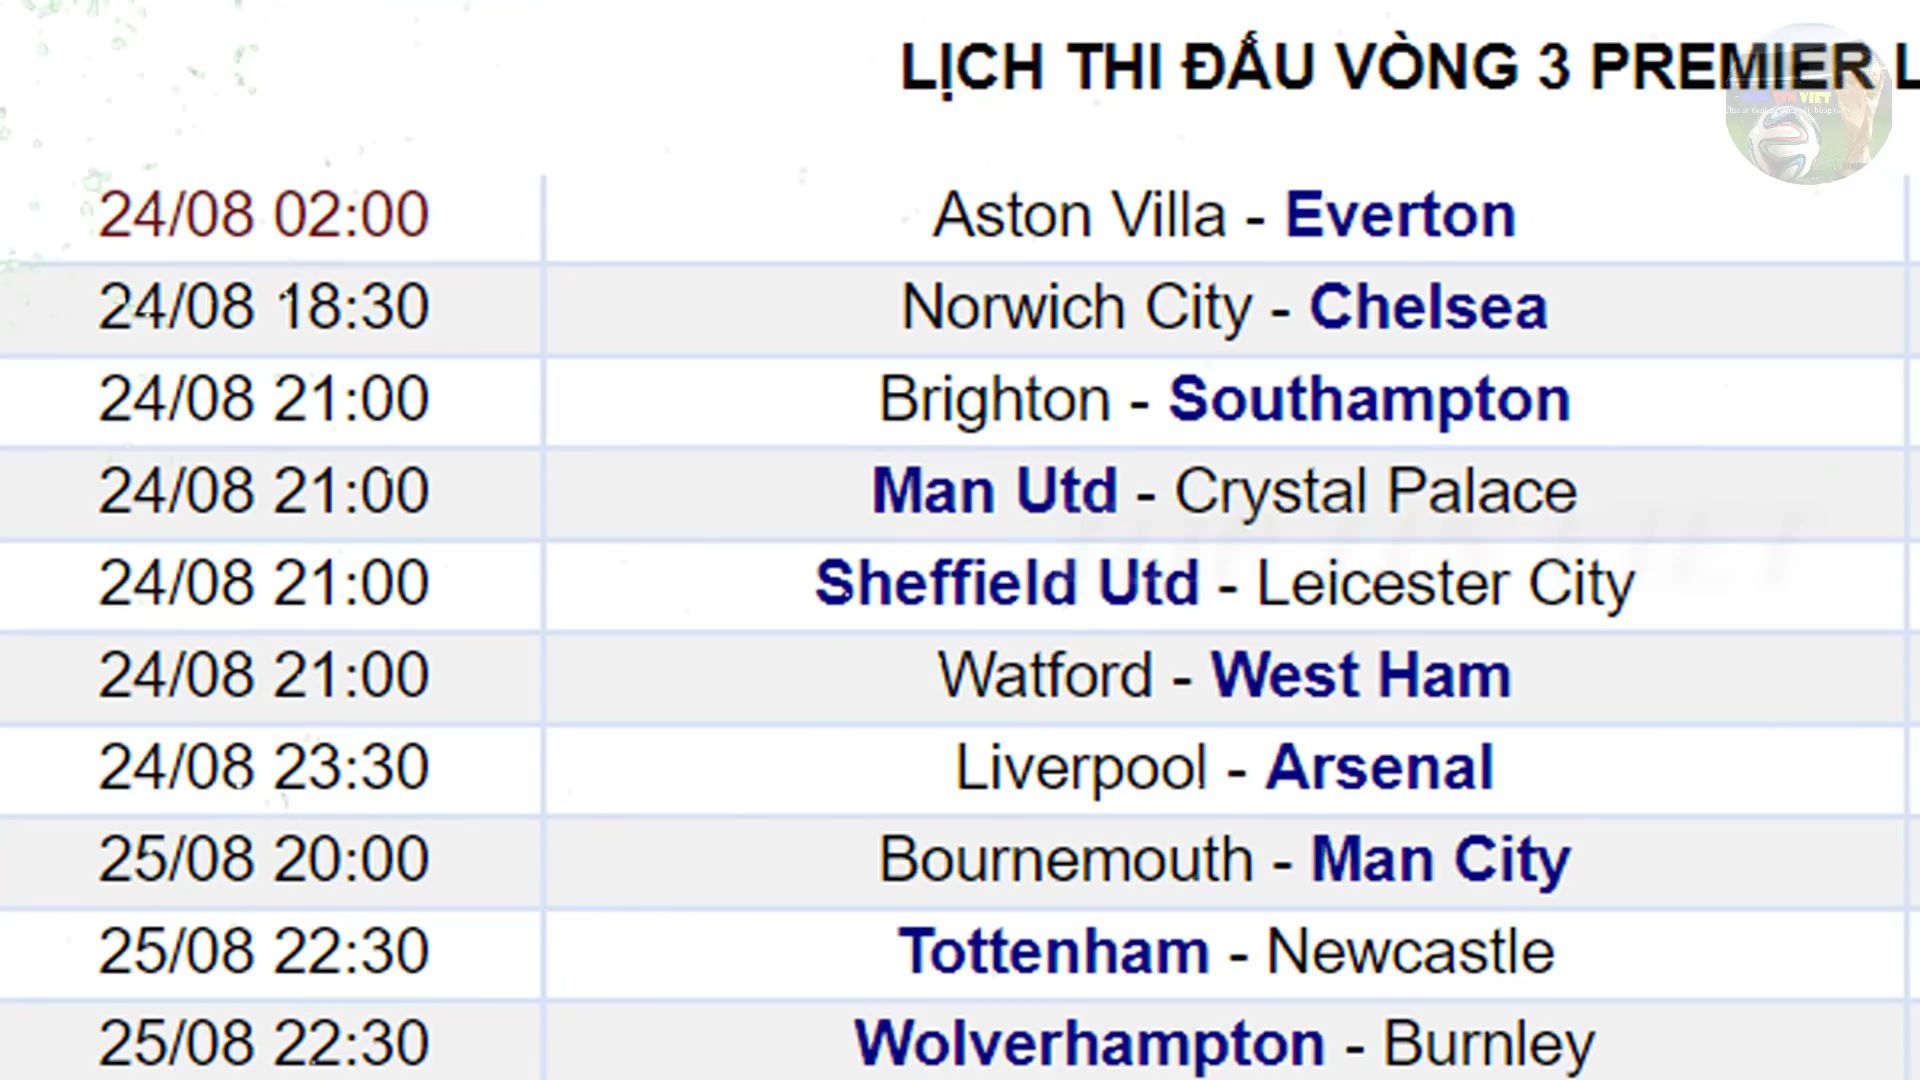 LỊCH THI ĐẤU VÒNG 3 PREMIER L
24/08 02:00 Aston Villa - Everton
24/08 18:30 Norwich City - Chelsea
24/08 21:00 Brighton - Southampton
24/08 21:00 Man Utd - Crystal Palace
24/08 21:00 Sheffield Utd - Leicester City
24/08 21:00 Watford - West Ham
24/08 23:30 Liverpool - Arsenal
25/08 20:00 Bournemouth - Man City
25/08 22:30 Tottenham - Newcastle
25/08 22:30 Wolverhampton - Burnley
VIET